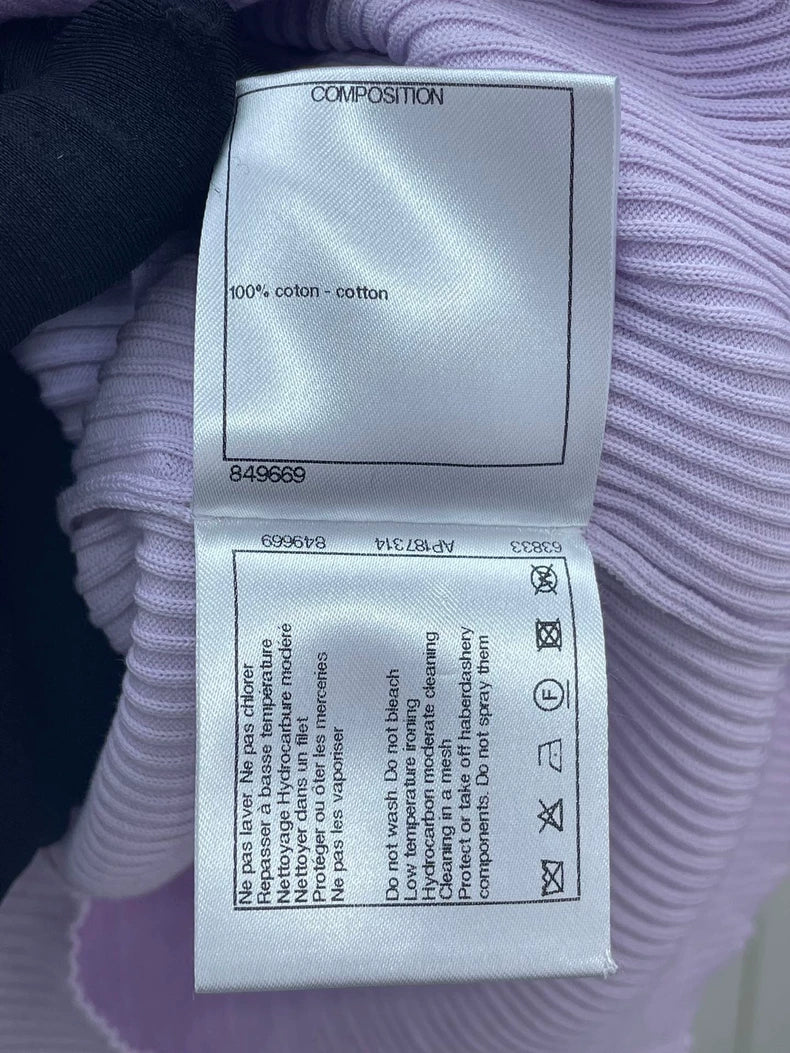 COMPOSITION
100% coton - cotton
849669
63833 AP187314 849669
Ne pas laver Ne pas chlorer
Repasser à basse température
Nettoyage Hydrocarbure modéré
Nettoyer dans un filet
Protéger ou ôter les merceries
Ne pas les vaporiser
Do not wash Do not bleach
Low temperature ironing
Hydrocarbon moderate cleaning
Cleaning in a mesh
Protect or take off haberdashery
components. Do not spray them
F
W